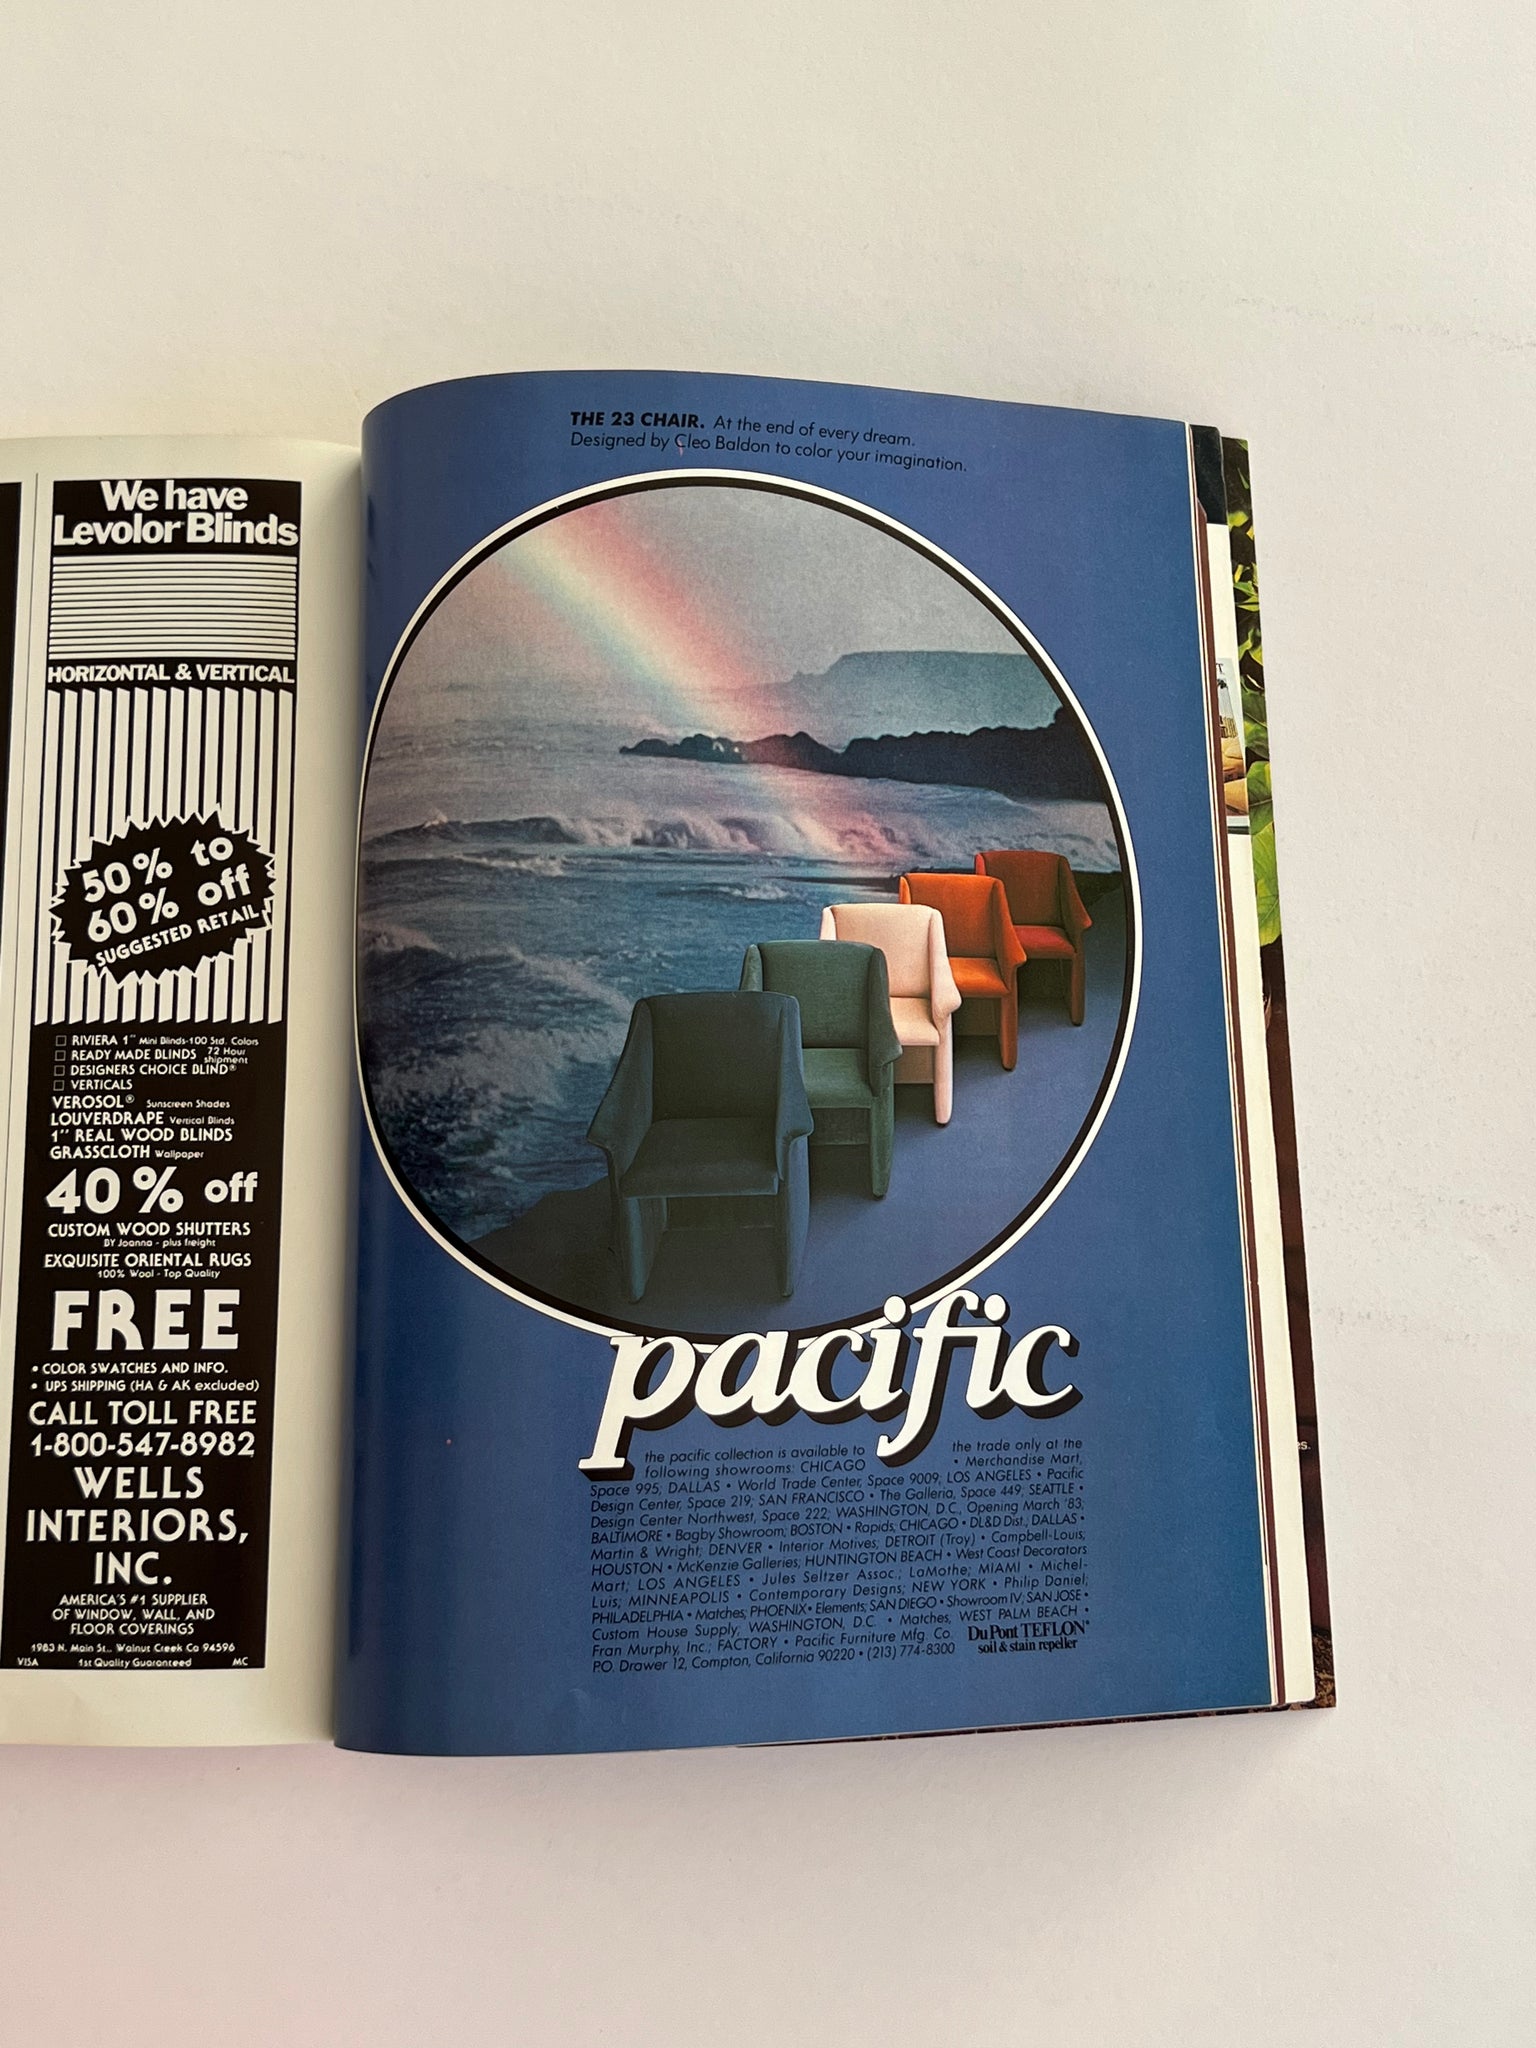 We have
Levolor Blinds
HORIZONTAL & VERTICAL
50% to
60% off
SUGGESTED RETAIL
☐ RIVIERA 1" Mini Blinds-100 Std. Colors
☐ READY MADE BLINDS 72 Hour shipment
☐ DESIGNERS CHOICE BLIND®
☐ VERTICALS
VEROSOL® Sunscreen Shades
LOUVERDRAPE Vertical Blinds
1" REAL WOOD BLINDS
GRASSCLOTH Wallpaper
40% off
CUSTOM WOOD SHUTTERS
BY Joanna - plus freight
EXQUISITE ORIENTAL RUGS
100% Wool - Top Quality
FREE
• COLOR SWATCHES AND INFO.
• UPS SHIPPING (HA & AK excluded)
CALL TOLL FREE
1-800-547-8982
WELLS
INTERIORS,
INC.
AMERICA'S #1 SUPPLIER
OF WINDOW, WALL, AND
FLOOR COVERINGS
1983 N. Main St., Walnut Creek Ca 94596
VISA 1st Quality Guaranteed MC
THE 23 CHAIR. At the end of every dream.
Designed by Cleo Baldon to color your imagination.
pacific
the pacific collection is available to the trade only at the
following showrooms: CHICAGO • Merchandise Mart,
Space 995; DALLAS • World Trade Center, Space 9009; LOS ANGELES • Pacific
Design Center, Space 219; SAN FRANCISCO • The Galleria, Space 449; SEATTLE •
Design Center Northwest, Space 222; WASHINGTON, D.C., Opening March '83;
BALTIMORE • Bagby Showroom; BOSTON • Rapids; CHICAGO • DL&D Dist.; DALLAS •
Martin & Wright; DENVER • Interior Motives; DETROIT (Troy) • Campbell-Louis;
HOUSTON • McKenzie Galleries; HUNTINGTON BEACH • West Coast Decorators
Mart; LOS ANGELES • Jules Seltzer Assoc.; LaMothe; MIAMI • Michel-
Luis; MINNEAPOLIS • Contemporary Designs; NEW YORK • Philip Daniel;
PHILADELPHIA • Matches; PHOENIX • Elements; SAN DIEGO • Showroom IV; SAN JOSE •
Custom House Supply; WASHINGTON, D.C. • Matches; WEST PALM BEACH •
Fran Murphy, Inc.; FACTORY • Pacific Furniture Mfg. Co.
P.O. Drawer 12, Compton, California 90220 • (213) 774-8300
Du Pont TEFLON®
soil & stain repeller